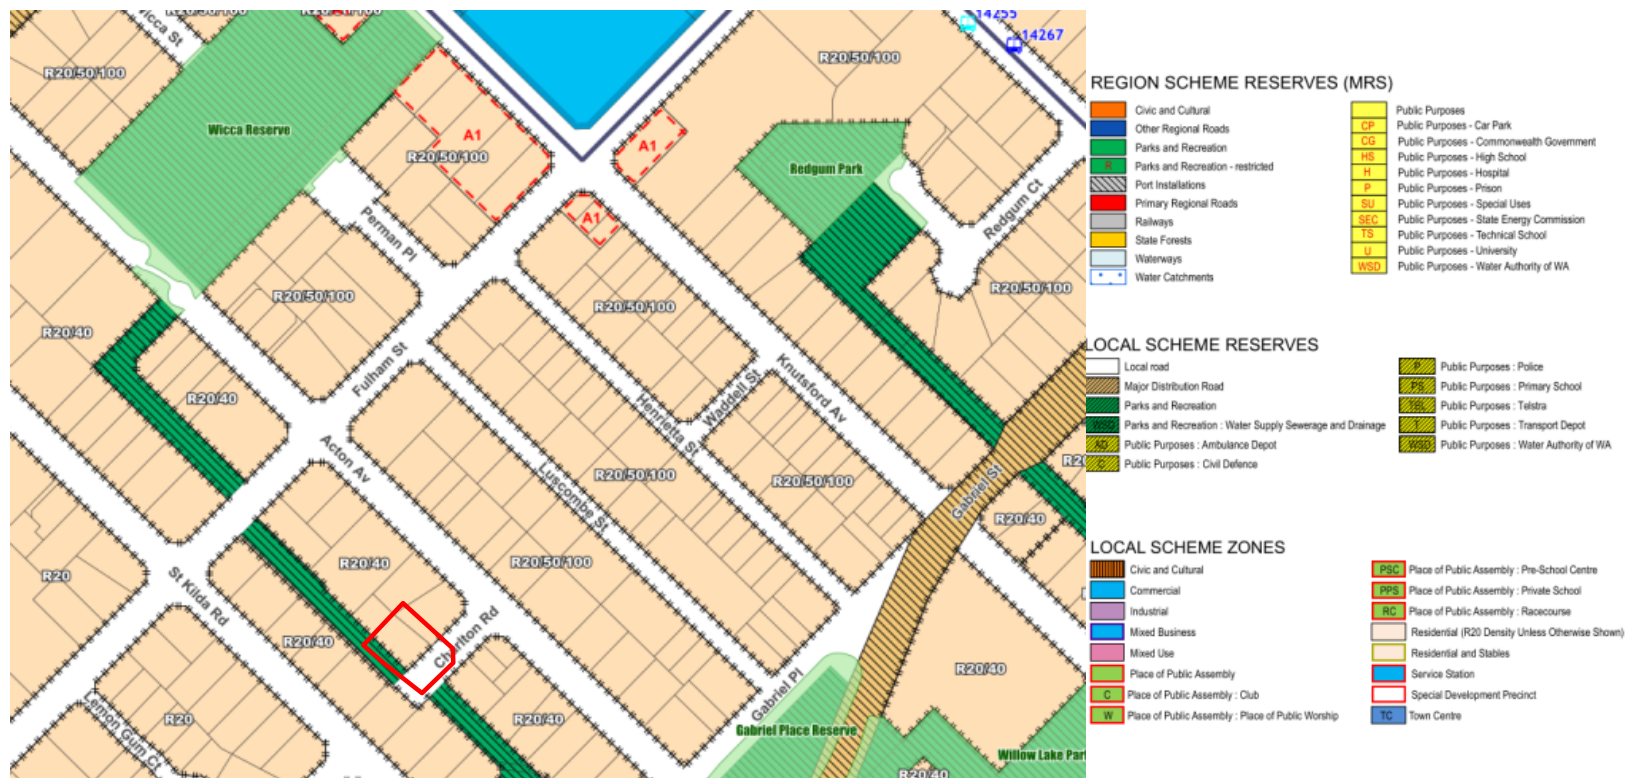 Wicca St
R20/50/100
14255
14267
R20/50/100
R20/50/100
Wicca Reserve
A1
R20/50/100
A1
Redgum Park
Redgum Ct
Perman Pl
A1
R20/50/100
R20/50/100
R20/50/100
R20/40
Fulham St
Knutsford Av
Waddell St
R20/40
Henrietta St
Acton Av
Luscombe St
R20/50/100
R20/50/100
Gabriel St
R20/40
R20/50/100
R20/40
R20
St Kilda Rd
R20/40
Charlton Rd
R20/40
Gabriel Pl
Lemon Gum Ct
R20
R20/40
Gabriel Place Reserve
Willow Lake Par
R20/40
REGION SCHEME RESERVES (MRS)
Civic and Cultural
Other Regional Roads
Parks and Recreation
R Parks and Recreation - restricted
Port Installations
Primary Regional Roads
Railways
State Forests
Waterways
Water Catchments
Public Purposes
CP Public Purposes - Car Park
CG Public Purposes - Commonwealth Government
HS Public Purposes - High School
H Public Purposes - Hospital
P Public Purposes - Prison
SU Public Purposes - Special Uses
SEC Public Purposes - State Energy Commission
TS Public Purposes - Technical School
U Public Purposes - University
WSD Public Purposes - Water Authority of WA
LOCAL SCHEME RESERVES
Local road
Major Distribution Road
Parks and Recreation
WSD Parks and Recreation : Water Supply Sewerage and Drainage
AD Public Purposes : Ambulance Depot
C Public Purposes : Civil Defence
P Public Purposes : Police
PS Public Purposes : Primary School
TEL Public Purposes : Telstra
T Public Purposes : Transport Depot
WSD Public Purposes : Water Authority of WA
LOCAL SCHEME ZONES
Civic and Cultural
Commercial
Industrial
Mixed Business
Mixed Use
Place of Public Assembly
C Place of Public Assembly : Club
W Place of Public Assembly : Place of Public Worship
PSC Place of Public Assembly : Pre-School Centre
PPS Place of Public Assembly : Private School
RC Place of Public Assembly : Racecourse
Residential (R20 Density Unless Otherwise Shown)
Residential and Stables
Service Station
Special Development Precinct
TC Town Centre